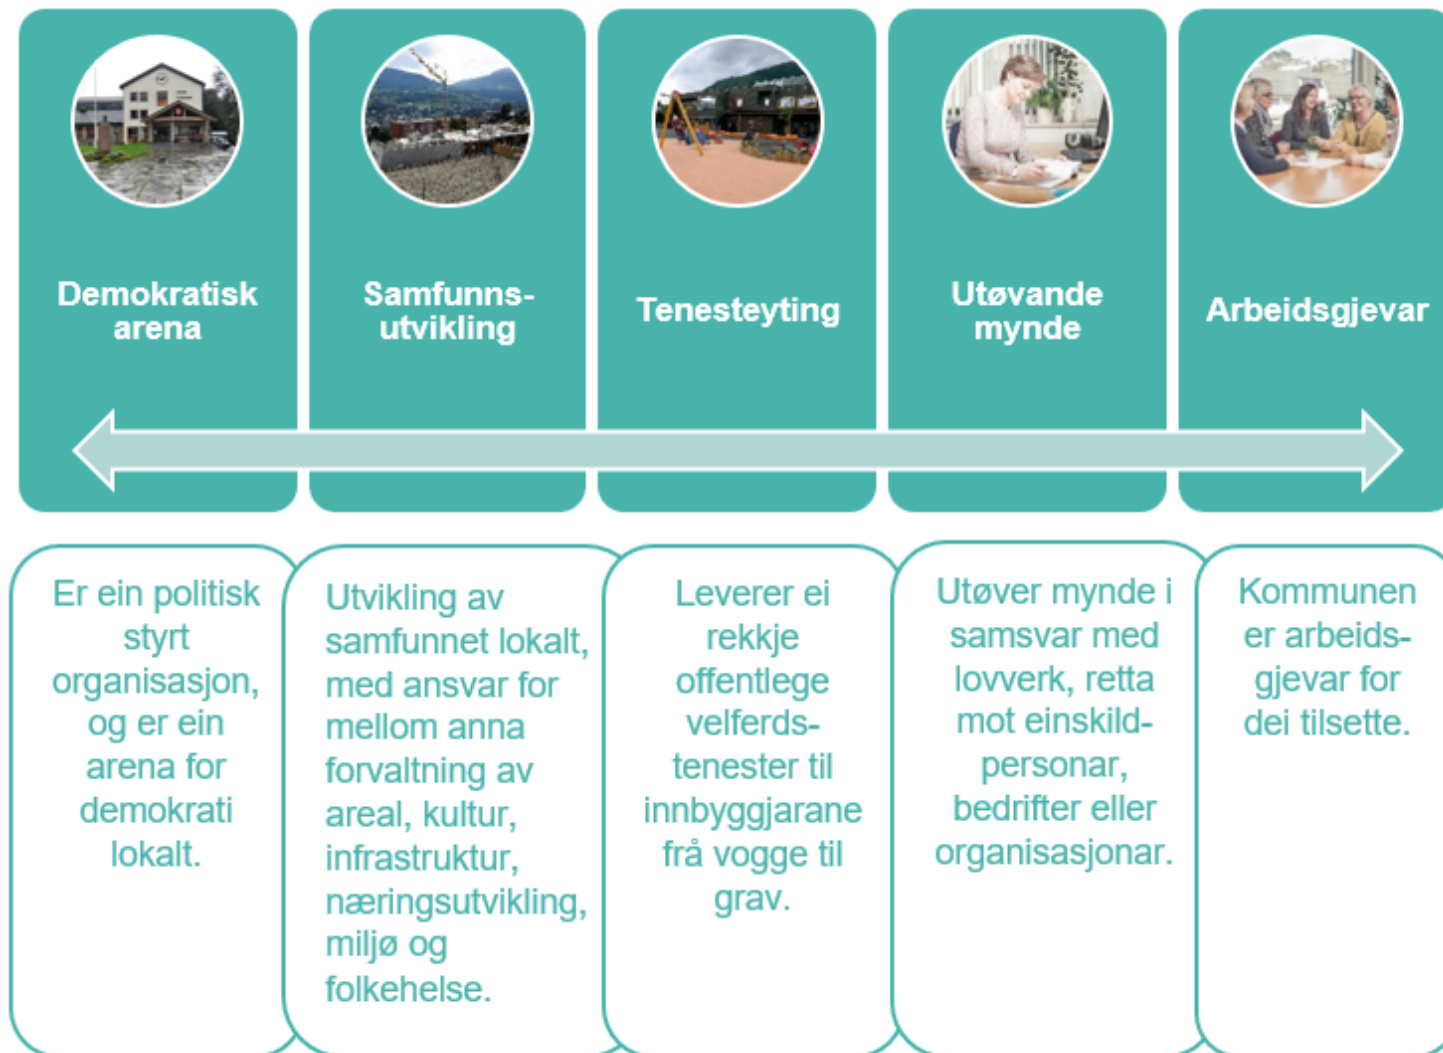 Demokratisk
arena
Samfunns-
utvikling
Tenesteyting
Utøvande
mynde
Arbeidsgjevar
Er ein politisk
styrt
organisasjon,
og er ein
arena for
demokrati
lokalt.
Utvikling av
samfunnet lokalt,
med ansvar for
mellom anna
forvaltning av
areal, kultur,
infrastruktur,
næringsutvikling,
miljø og
folkehelse.
Leverer ei
rekkje
offentlege
velferds-
tenester til
innbyggjarane
frå vogge til
grav.
Utøver mynde i
samsvar med
lovverk, retta
mot einskild-
personar,
bedrifter eller
organisasjonar.
Kommunen
er arbeids-
gjevar for
dei tilsette.